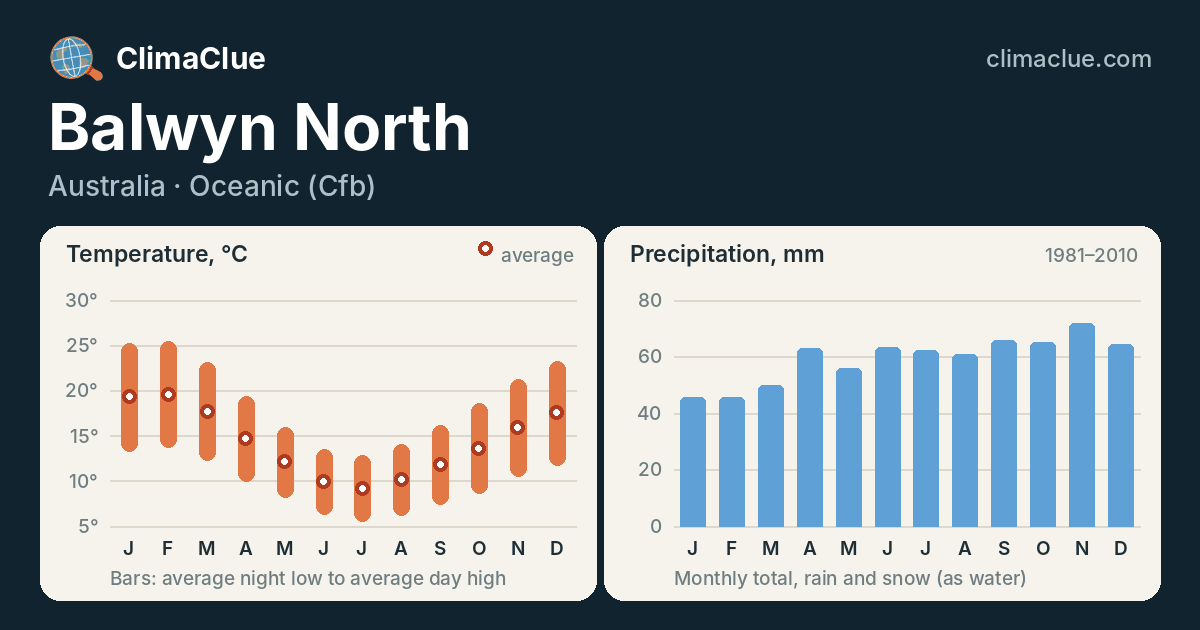 ClimaClue
climaclue.com
Balwyn North
Australia · Oceanic (Cfb)
Temperature, °C
average
30°
25°
20°
15°
10°
5°
J F M A M J J A S O N D
Bars: average night low to average day high
Precipitation, mm
1981–2010
80
60
40
20
0
J F M A M J J A S O N D
Monthly total, rain and snow (as water)